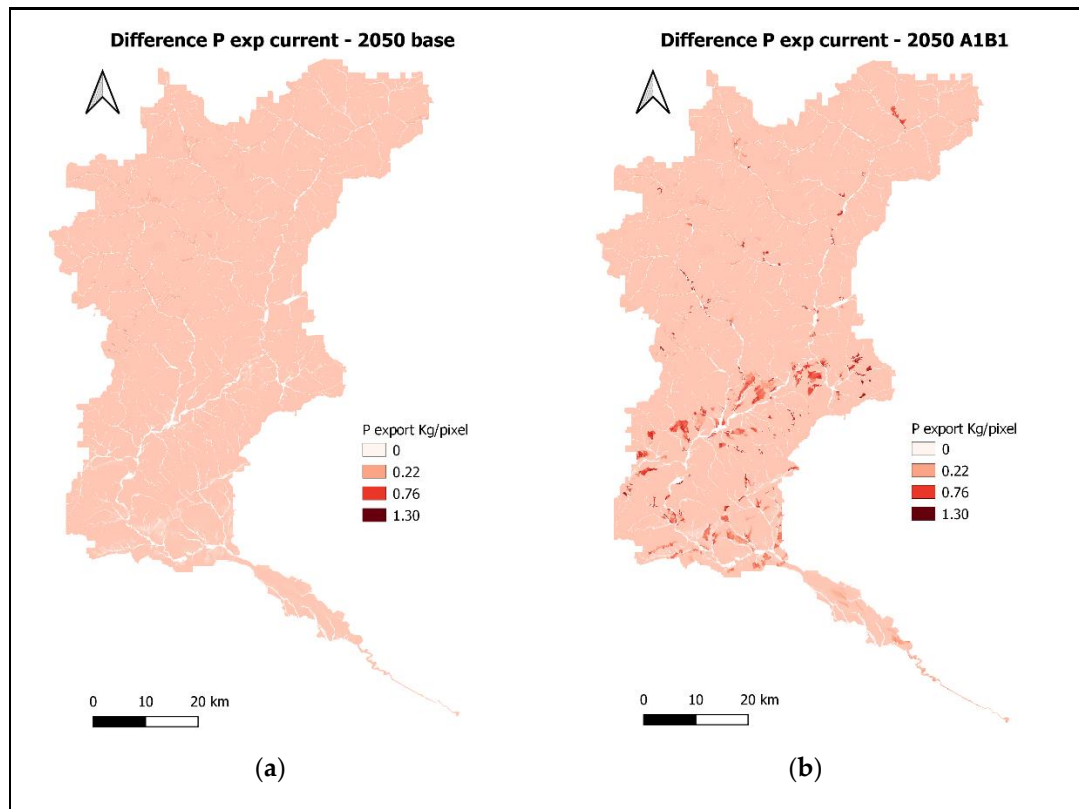 Difference P exp current - 2050 base
P export Kg/pixel
0
0.22
0.76
1.30
0 10 20 km
(a)
Difference P exp current - 2050 A1B1
P export Kg/pixel
0
0.22
0.76
1.30
0 10 20 km
(b)